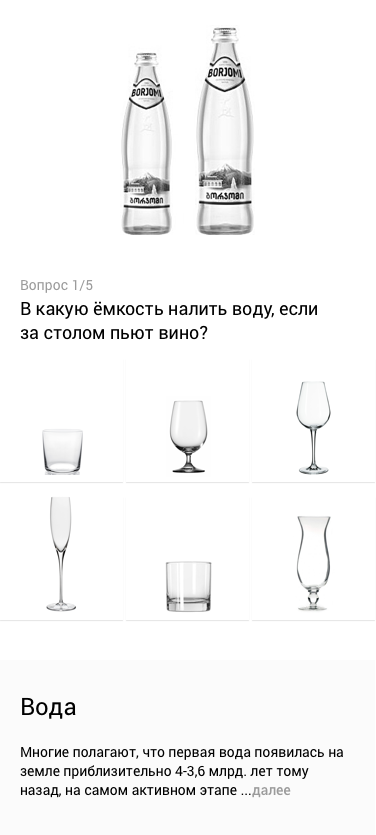 BORJOMI
BORJOMI
ᲑᲝᲠᲯᲝᲛᲘ
ᲑᲝᲠᲯᲝᲛᲘ
Вопрос 1/5
В какую ёмкость налить воду, если
за столом пьют вино?
Вода
Многие полагают, что первая вода появилась на
земле приблизительно 4-3,6 млрд. лет тому
назад, на самом активном этапе ...далее